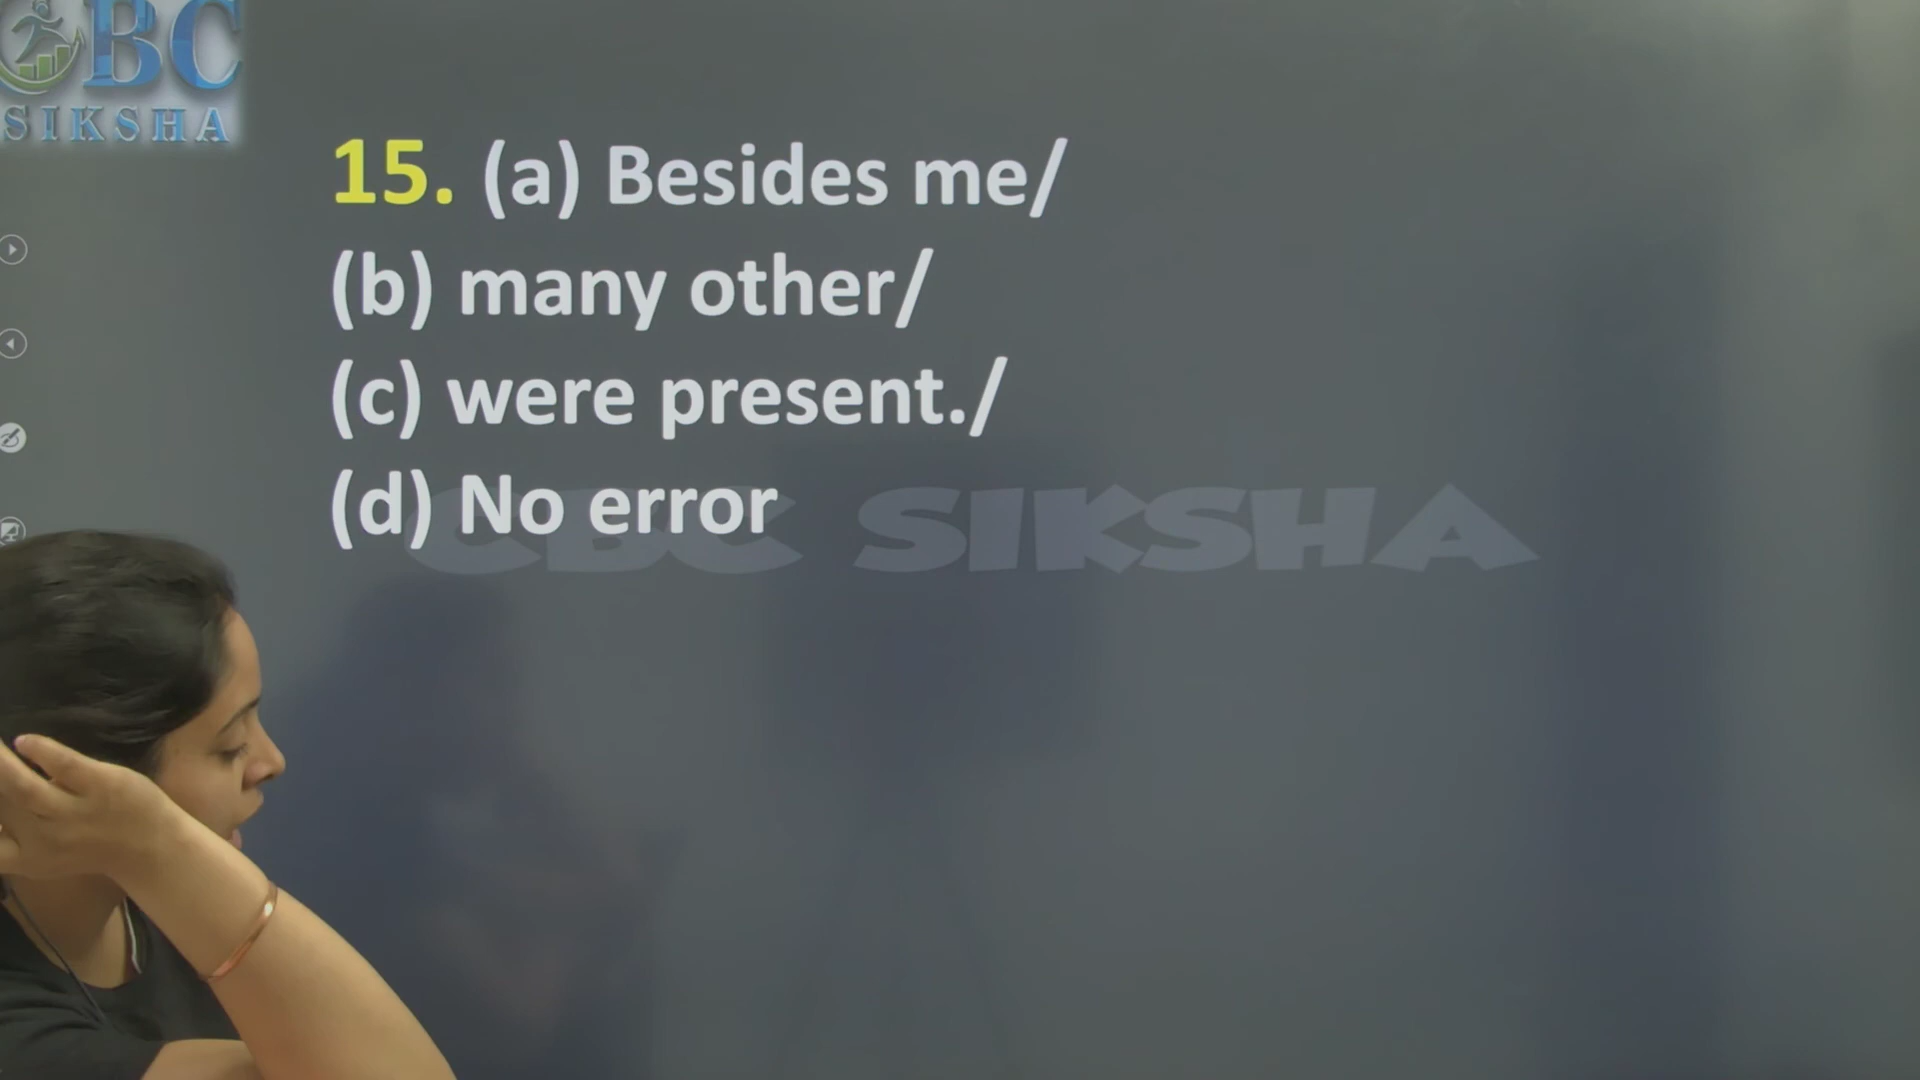 CBC
SIKSHA
15. (a) Besides me/
(b) many other/
(c) were present./
(d) No error
CBC SIKSHA